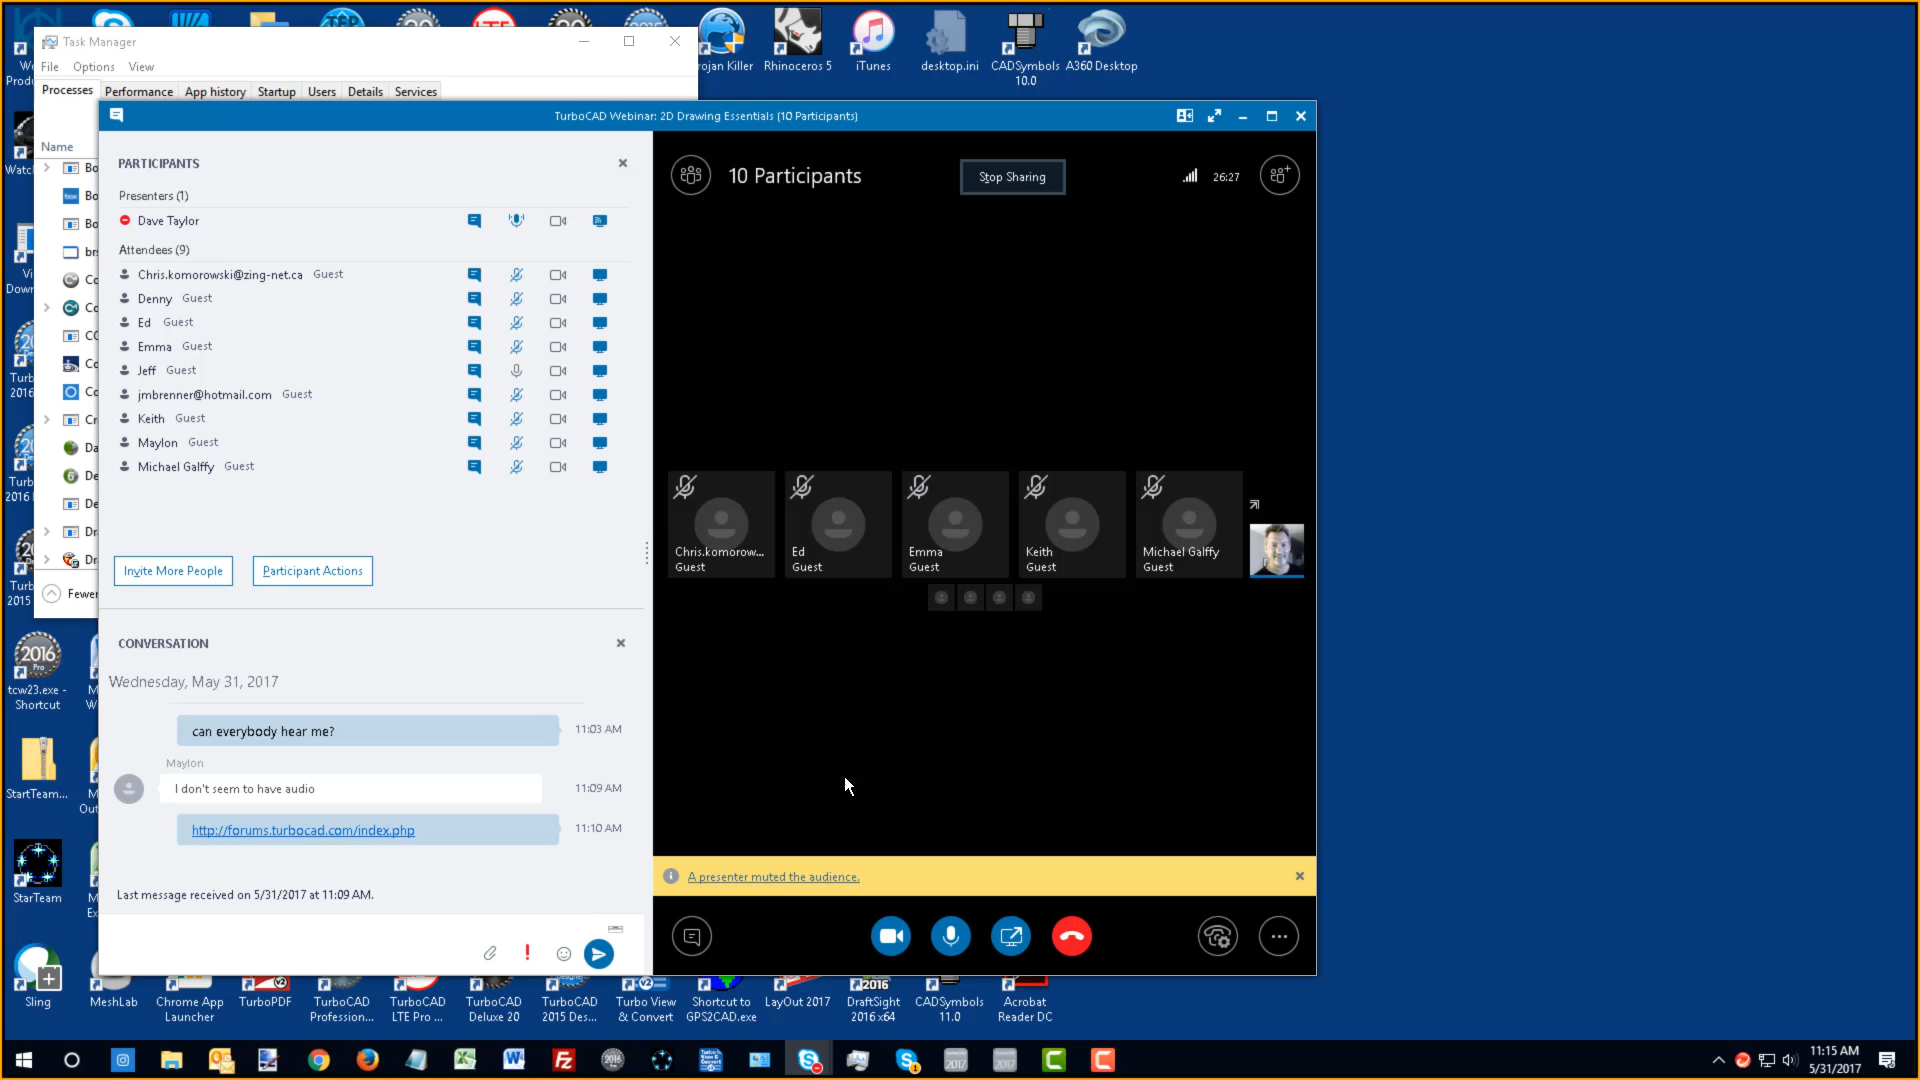 Task Manager
File Options View
Processes Performance App history Startup Users Details Services
Name
Fewer
rojan Killer
Rhinoceros 5
iTunes
desktop.ini
CADSymbols
10.0
A360 Desktop
TurboCAD Webinar: 2D Drawing Essentials (10 Participants)
PARTICIPANTS
Presenters (1)
Dave Taylor
Attendees (9)
Chris.komorowski@zing-net.ca Guest
Denny Guest
Ed Guest
Emma Guest
Jeff Guest
jmbrenner@hotmail.com Guest
Keith Guest
Maylon Guest
Michael Galffy Guest
Invite More People
Participant Actions
CONVERSATION
Wednesday, May 31, 2017
can everybody hear me? 11:03 AM
Maylon
I don't seem to have audio 11:09 AM
http://forums.turbocad.com/index.php 11:10 AM
Last message received on 5/31/2017 at 11:09 AM.
10 Participants
Stop Sharing
26:27
Chris.komorow...
Guest
Ed
Guest
Emma
Guest
Keith
Guest
Michael Galffy
Guest
A presenter muted the audience.
2016
Pro
tcw23.exe -
Shortcut
StartTeam...
StarTeam
Sling
MeshLab
Chrome App
Launcher
TurboPDF
TurboCAD
Profession...
TurboCAD
LTE Pro ...
TurboCAD
Deluxe 20
TurboCAD
2015 Des...
Turbo View
& Convert
Shortcut to
GPS2CAD.exe
LayOut 2017
DraftSight
2016 x64
CADSymbols
11.0
Acrobat
Reader DC
11:15 AM
5/31/2017